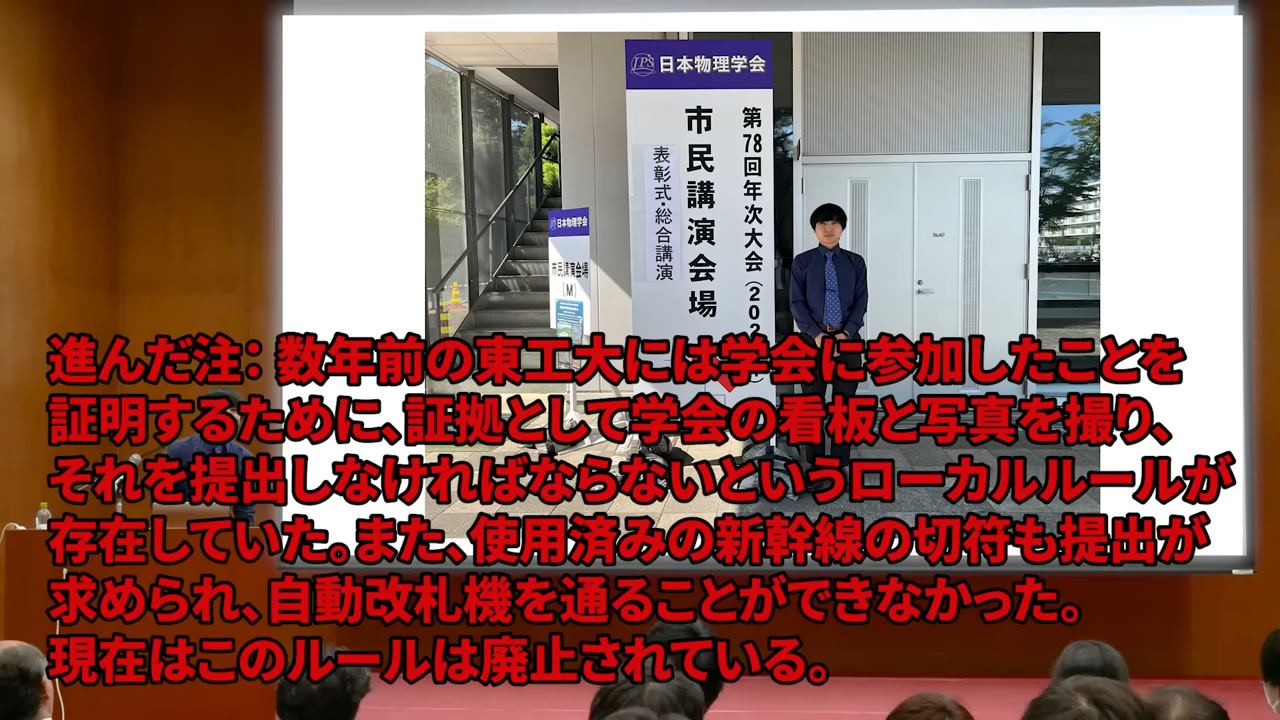 JPS 日本物理学会
第78回年次大会(202
市民講演会場
表彰式・総合講演
日本物理学会
市民講演会場
(M)
進んだ注: 数年前の東工大には学会に参加したことを
証明するために、証拠として学会の看板と写真を撮り、
それを提出しなければならないというローカルルールが
存在していた。また、使用済みの新幹線の切符も提出が
求められ、自動改札機を通ることができなかった。
現在はこのルールは廃止されている。